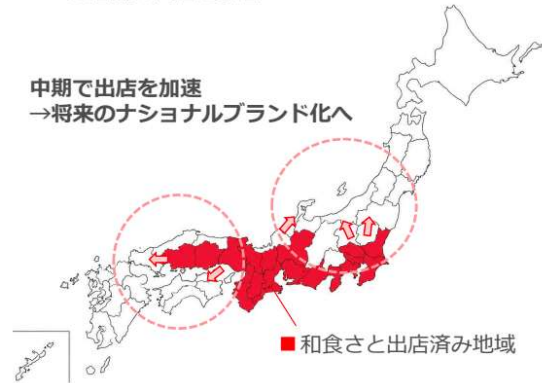 中期で出店を加速
→将来のナショナルブランド化へ
■和食さと出店済み地域